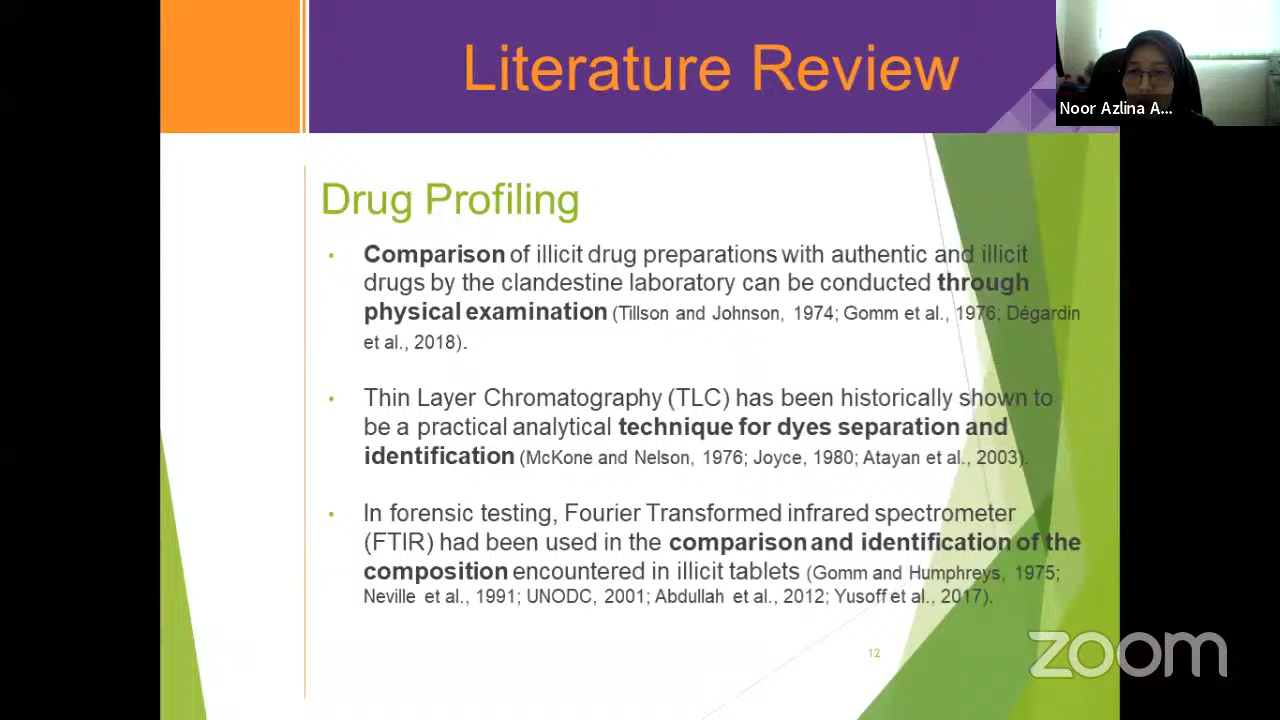 Literature Review
Noor Azlina A...
Drug Profiling
• Comparison of illicit drug preparations with authentic and illicit
drugs by the clandestine laboratory can be conducted through
physical examination (Tillson and Johnson, 1974; Gomm et al., 1976; Dégardin
et al., 2018).
• Thin Layer Chromatography (TLC) has been historically shown to
be a practical analytical technique for dyes separation and
identification (McKone and Nelson, 1976; Joyce, 1980; Atayan et al., 2003).
• In forensic testing, Fourier Transformed infrared spectrometer
(FTIR) had been used in the comparison and identification of the
composition encountered in illicit tablets (Gomm and Humphreys, 1975;
Neville et al., 1991; UNODC, 2001; Abdullah et al., 2012; Yusoff et al., 2017).
12
zoom